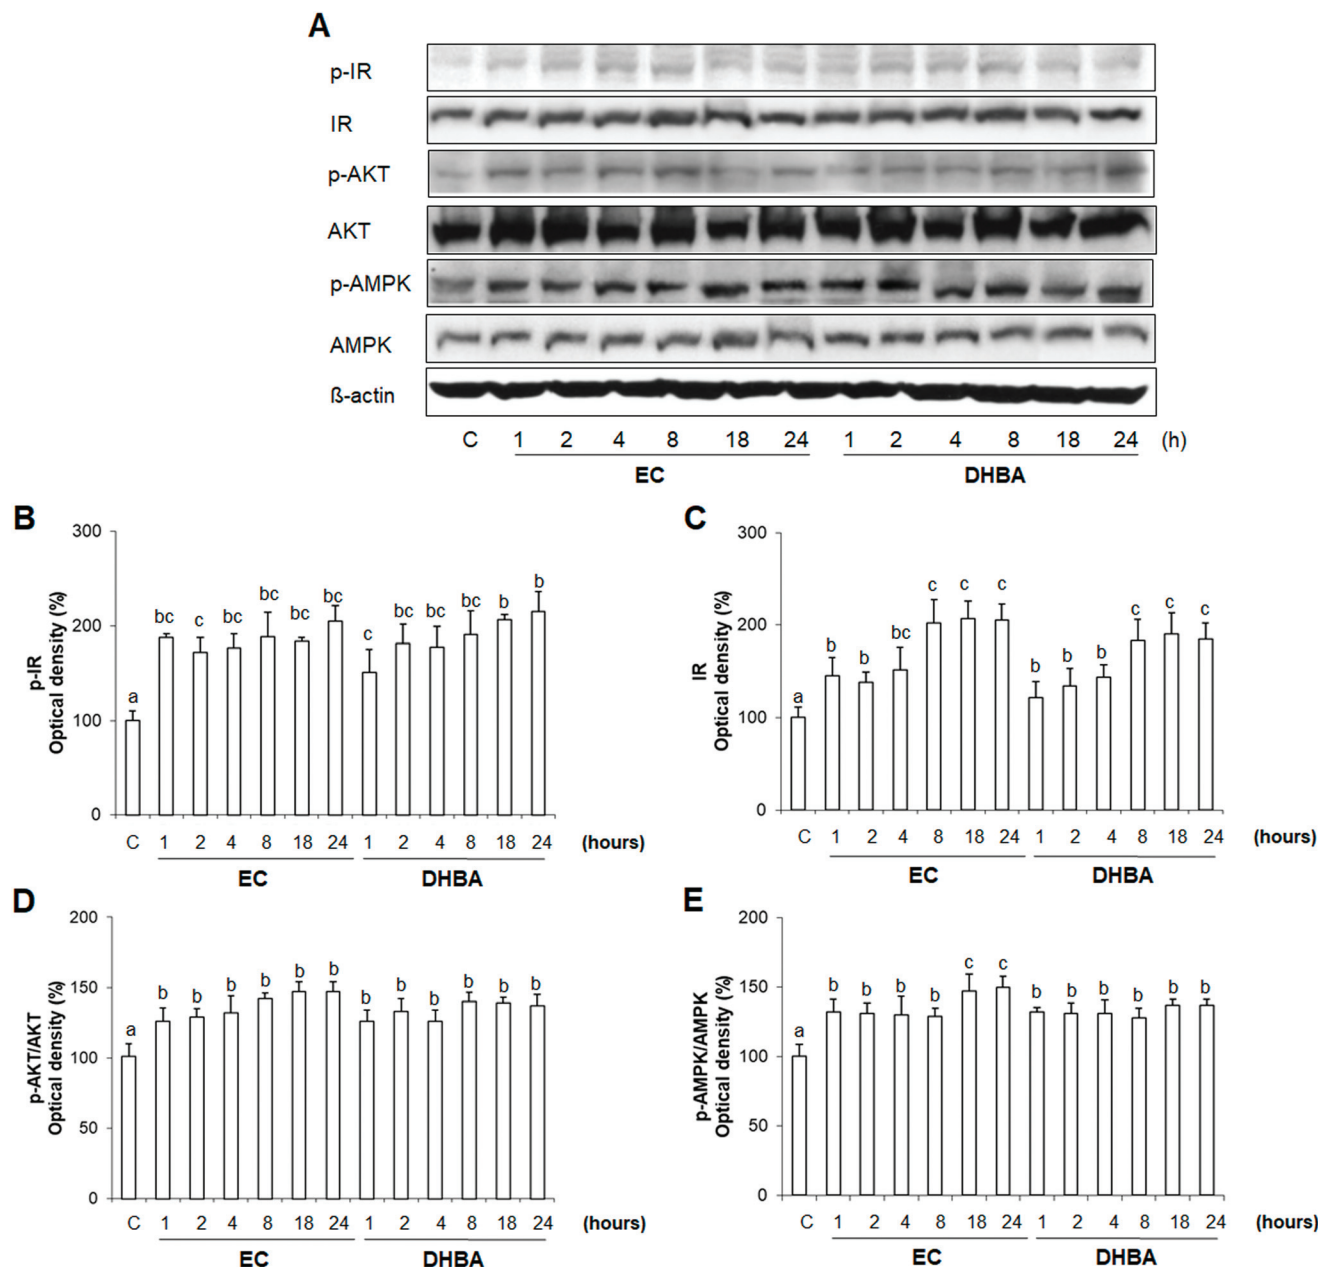 A
p-IR
IR
p-AKT
AKT
p-AMPK
AMPK
ß-actin
C 1 2 4 8 18 24 1 2 4 8 18 24 (h)
EC DHBA
B
p-IR
Optical density (%)
300
200
100
0
a bc c bc bc bc bc c bc bc bc b b
C 1 2 4 8 18 24 1 2 4 8 18 24 (hours)
EC DHBA
C
IR
Optical density (%)
300
200
100
0
a b b bc c c c b b b c c c
C 1 2 4 8 18 24 1 2 4 8 18 24 (hours)
EC DHBA
D
p-AKT/AKT
Optical density (%)
200
150
100
50
0
a b b b b b b b b b b b b
C 1 2 4 8 18 24 1 2 4 8 18 24 (hours)
EC DHBA
E
p-AMPK/AMPK
Optical density (%)
200
150
100
50
0
a b b b b c c b b b b b b
C 1 2 4 8 18 24 1 2 4 8 18 24 (hours)
EC DHBA